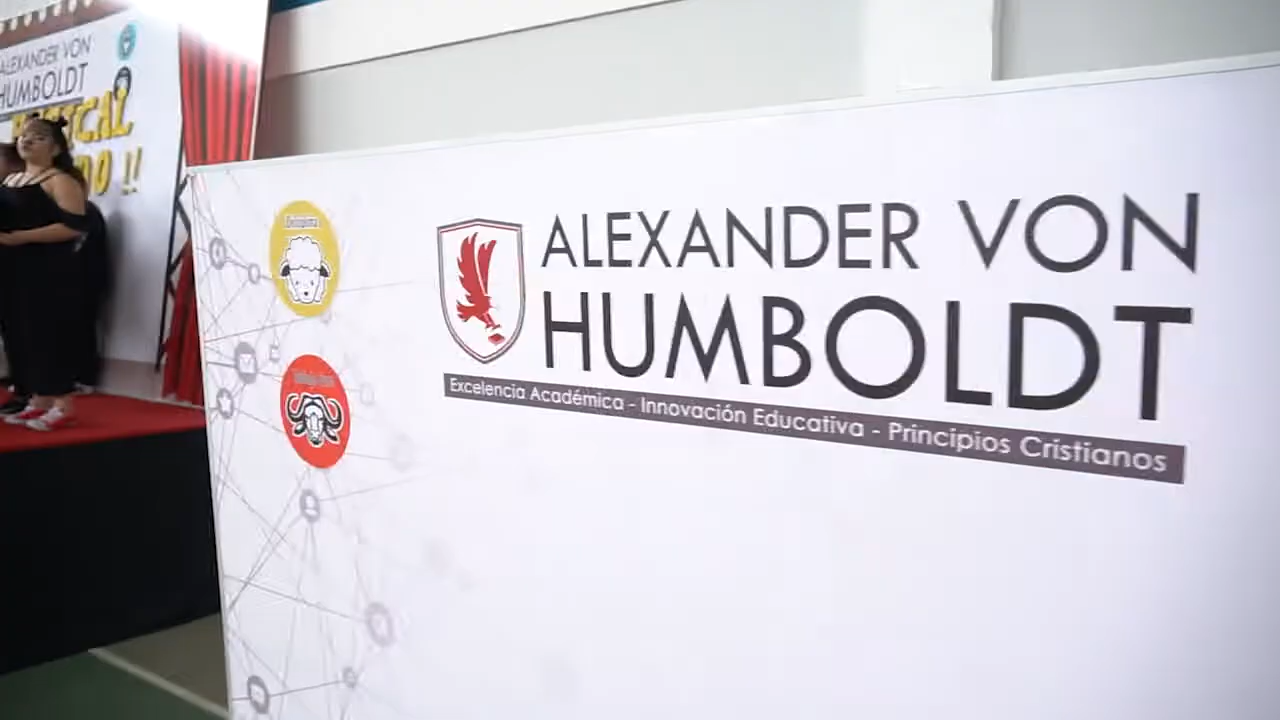 ALEXANDER VON
HUMBOLDT
ALEXANDER VON
HUMBOLDT
Excelencia Académica - Innovación Educativa - Principios Cristianos